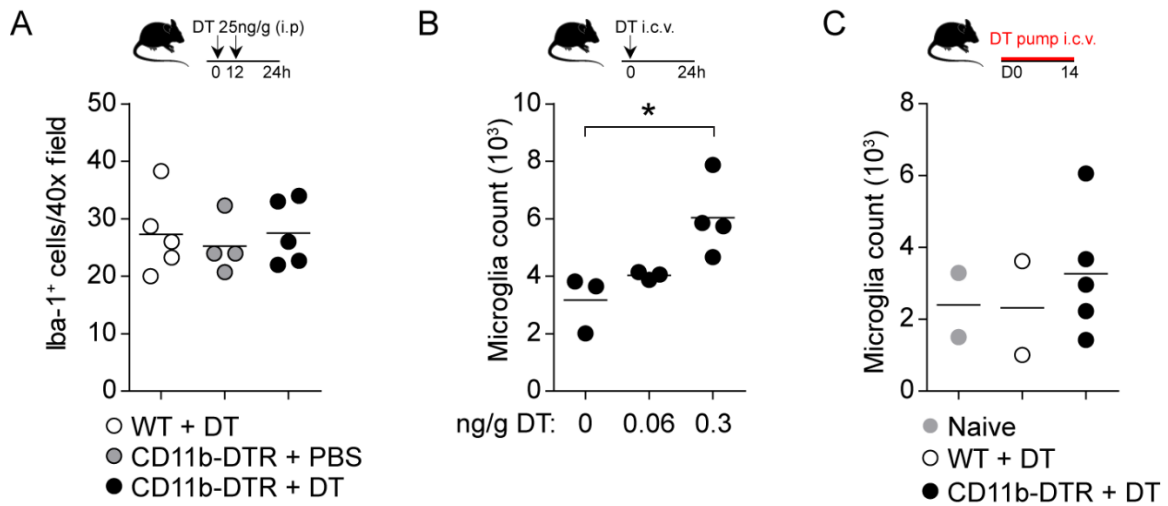 A
DT 25ng/g (i.p)
0 12 24h
Iba-1⁺ cells/40x field
50
40
30
20
10
0
WT + DT
CD11b-DTR + PBS
CD11b-DTR + DT
B
DT i.c.v.
0 24h
Microglia count (10³)
10
8
6
4
2
0
*
ng/g DT: 0 0.06 0.3
C
DT pump i.c.v.
D0 14
Microglia count (10³)
8
6
4
2
0
Naive
WT + DT
CD11b-DTR + DT